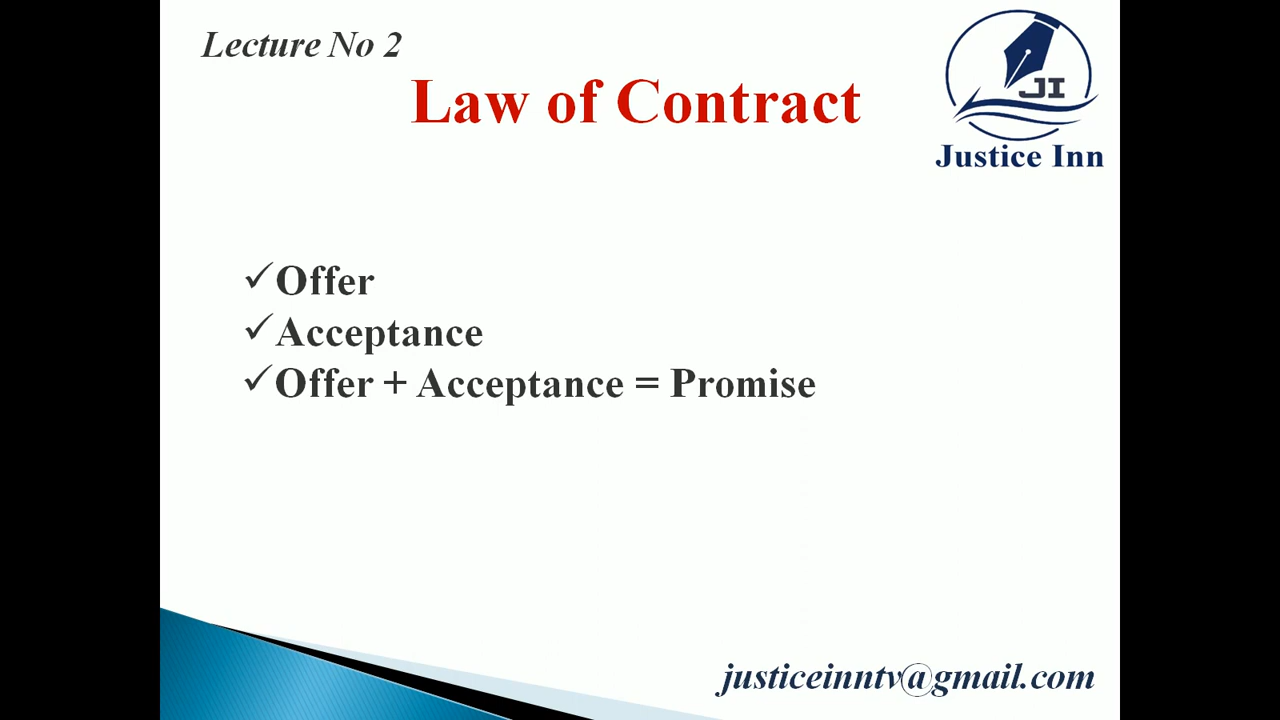 Lecture No 2
Law of Contract
JI
Justice Inn
✓Offer
✓Acceptance
✓Offer + Acceptance = Promise
justiceinntv@gmail.com